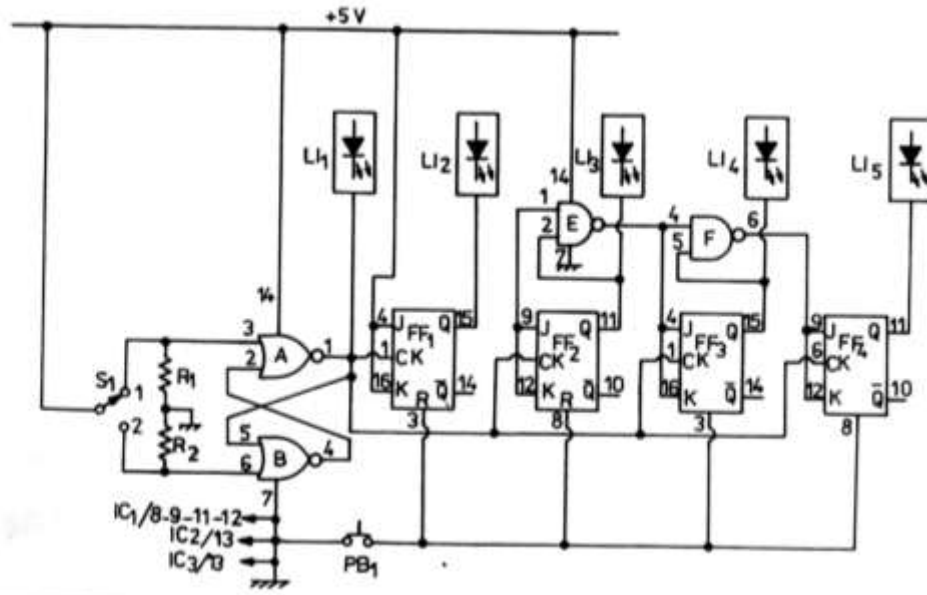 +5 V
LI1
LI2
14
LI3
LI4
LI5
1
2
E
7
4
5
F
6
14
3
2
A
1
S1
1
2
R1
R2
5
6
B
4
7
4
J
FF1
Q
15
1
CK
16
K
R
Q̄
14
3
9
J
FF2
Q
11
CK
12
K
R
Q̄
10
8
4
J
FF3
Q
15
1
CK
16
K
Q̄
14
3
9
J
FF4
Q
11
6
CK
12
K
Q̄
10
8
IC1/8-9-11-12
IC2/13
IC3/13
PB1